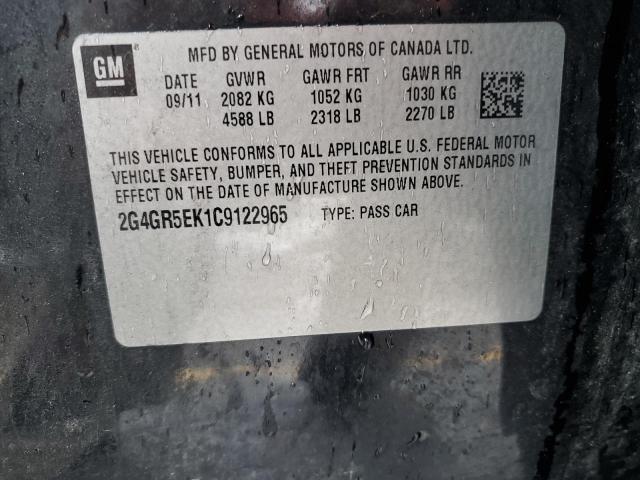 GM ®
MFD BY GENERAL MOTORS OF CANADA LTD.
DATE GVWR GAWR FRT GAWR RR
09/11 2082 KG 1052 KG 1030 KG
4588 LB 2318 LB 2270 LB
THIS VEHICLE CONFORMS TO ALL APPLICABLE U.S. FEDERAL MOTOR
VEHICLE SAFETY, BUMPER, AND THEFT PREVENTION STANDARDS IN
EFFECT ON THE DATE OF MANUFACTURE SHOWN ABOVE.
2G4GR5EK1C9122965 TYPE: PASS CAR